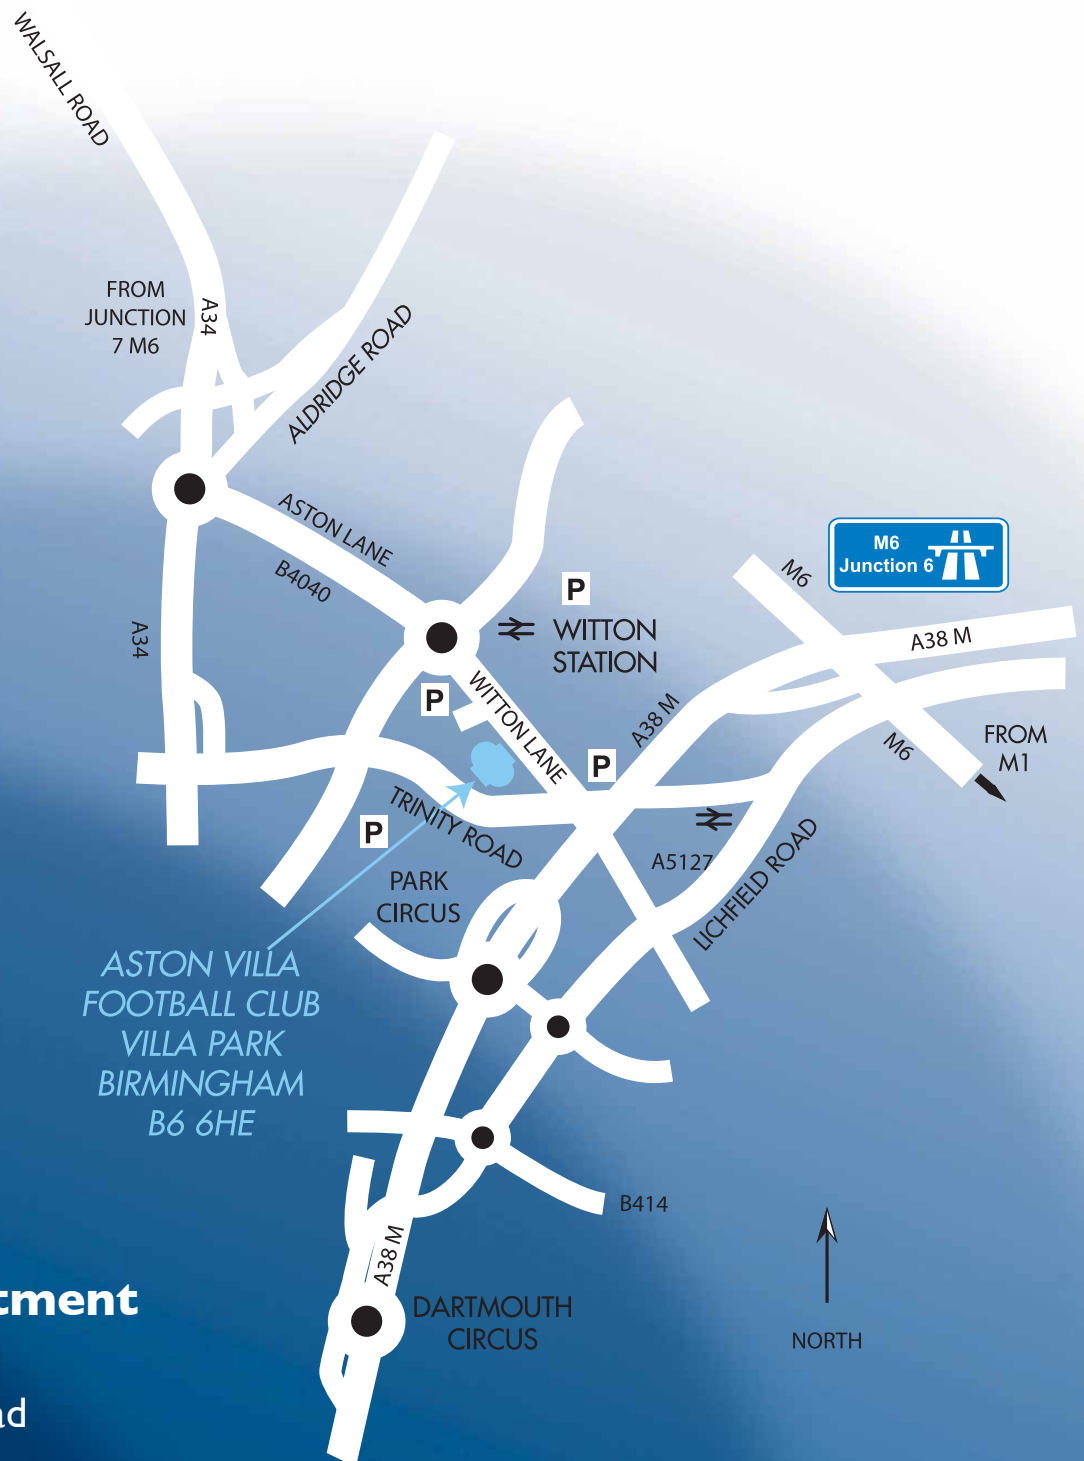 WALSALL ROAD
FROM
JUNCTION
7 M6
A34
ALDRIDGE ROAD
ASTON LANE
B4040
A34
M6
Junction 6
M6
P
WITTON
STATION
A38 M
A38 M
P
WITTON LANE
P
M6
FROM
M1
TRINITY ROAD
P
A5127
LICHFIELD ROAD
PARK
CIRCUS
ASTON VILLA
FOOTBALL CLUB
VILLA PARK
BIRMINGHAM
B6 6HE
B414
A38 M
DARTMOUTH
CIRCUS
NORTH
tment
ad